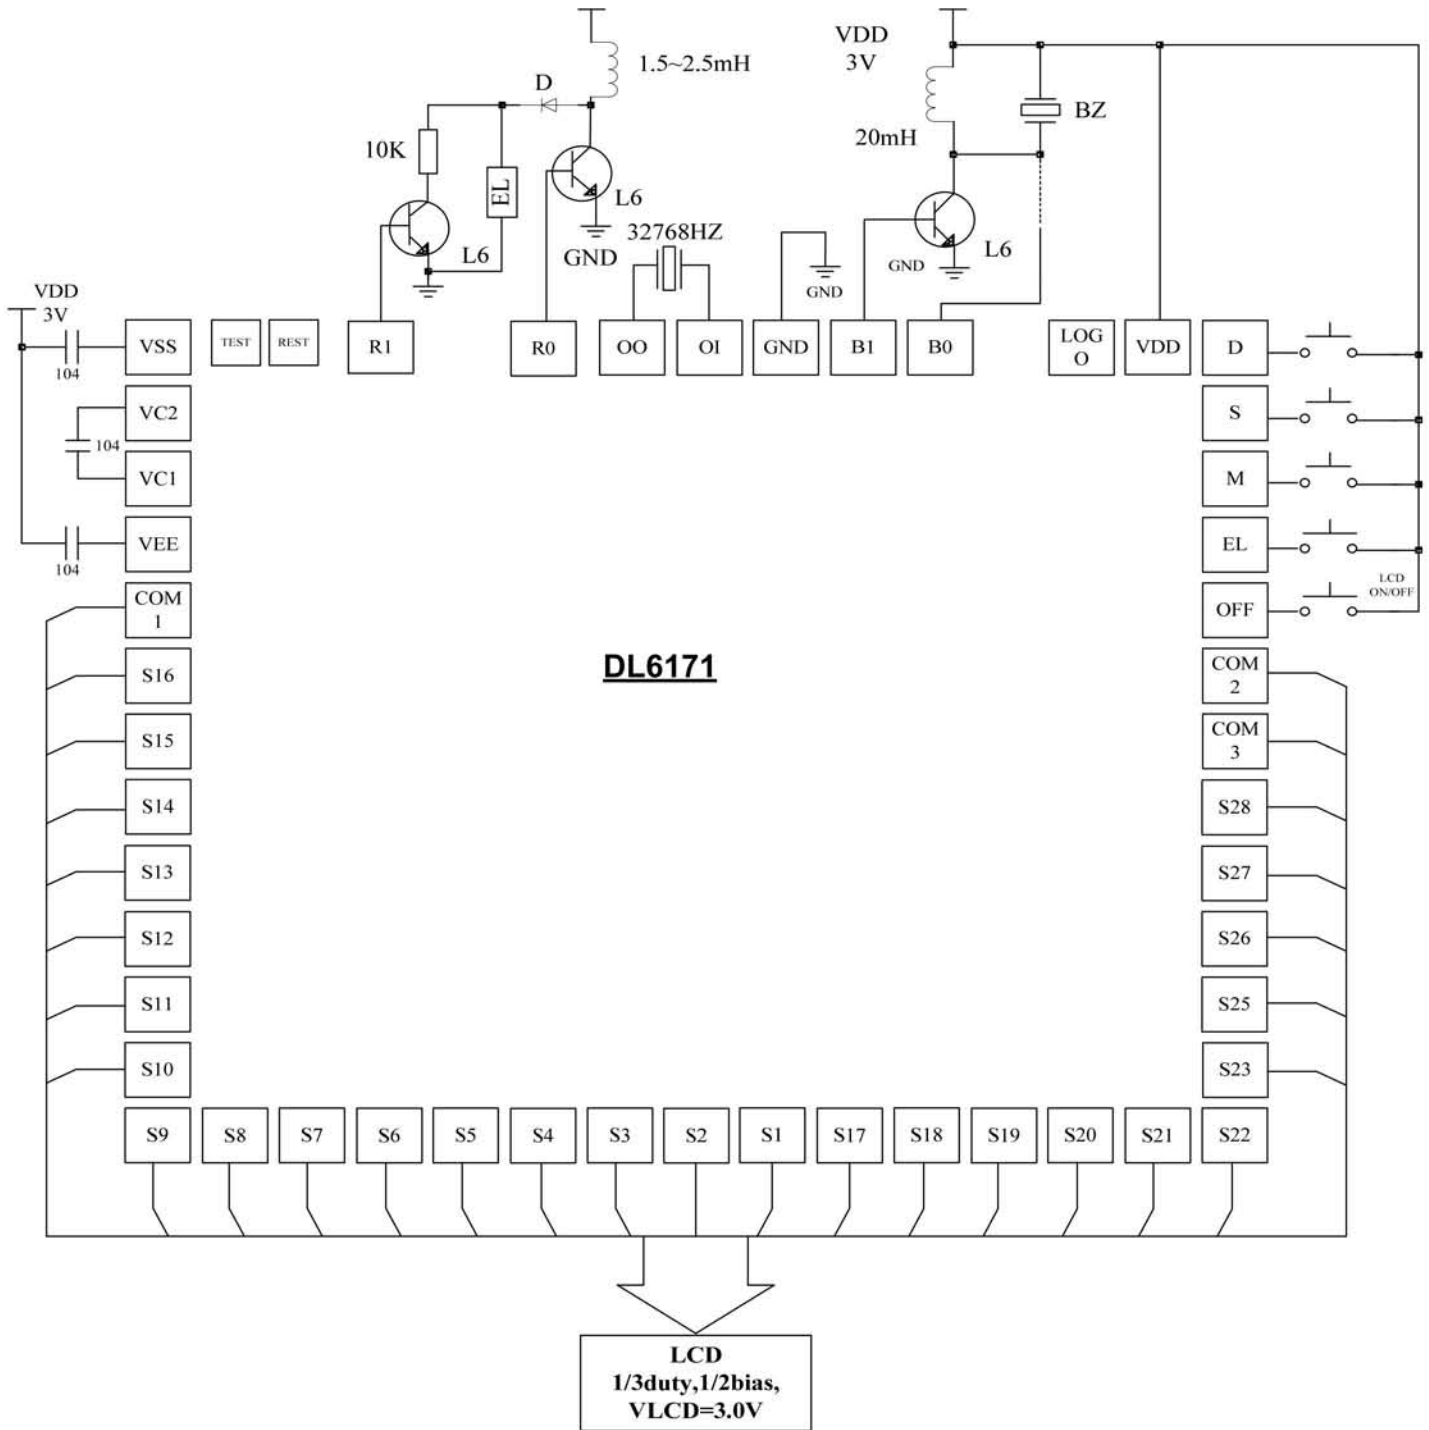 1.5~2.5mH
D
10K
EL
L6
L6
GND
32768HZ
VDD
3V
20mH
BZ
L6
GND
GND
VDD
3V
104
104
104
VSS
TEST
REST
R1
R0
OO
OI
GND
B1
B0
LOG
O
VDD
D
VC2
S
VC1
M
VEE
EL
COM
1
OFF
LCD
ON/OFF
DL6171
S16
COM
2
S15
COM
3
S14
S28
S13
S27
S12
S26
S11
S25
S10
S23
S9
S8
S7
S6
S5
S4
S3
S2
S1
S17
S18
S19
S20
S21
S22
LCD
1/3duty,1/2bias,
VLCD=3.0V